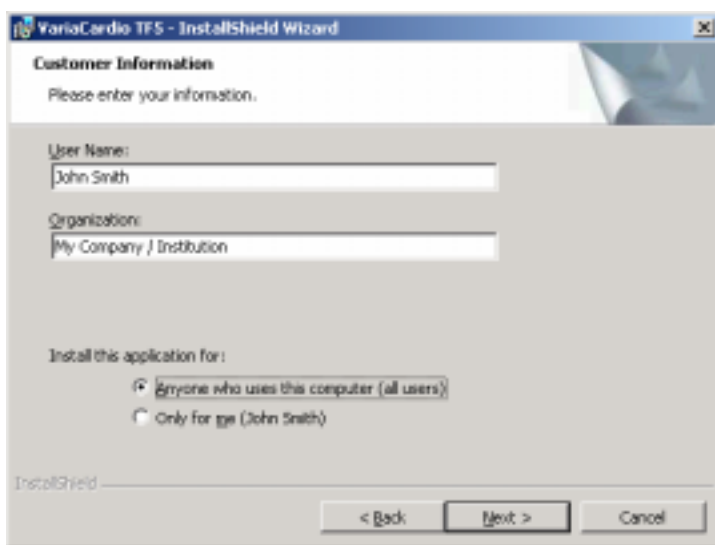 VariaCardio TF5 - InstallShield Wizard
Customer Information
Please enter your information.
User Name:
John Smith
Organization:
My Company / Institution
Install this application for:
Anyone who uses this computer (all users)
Only for me (John Smith)
InstallShield
< Back
Next >
Cancel